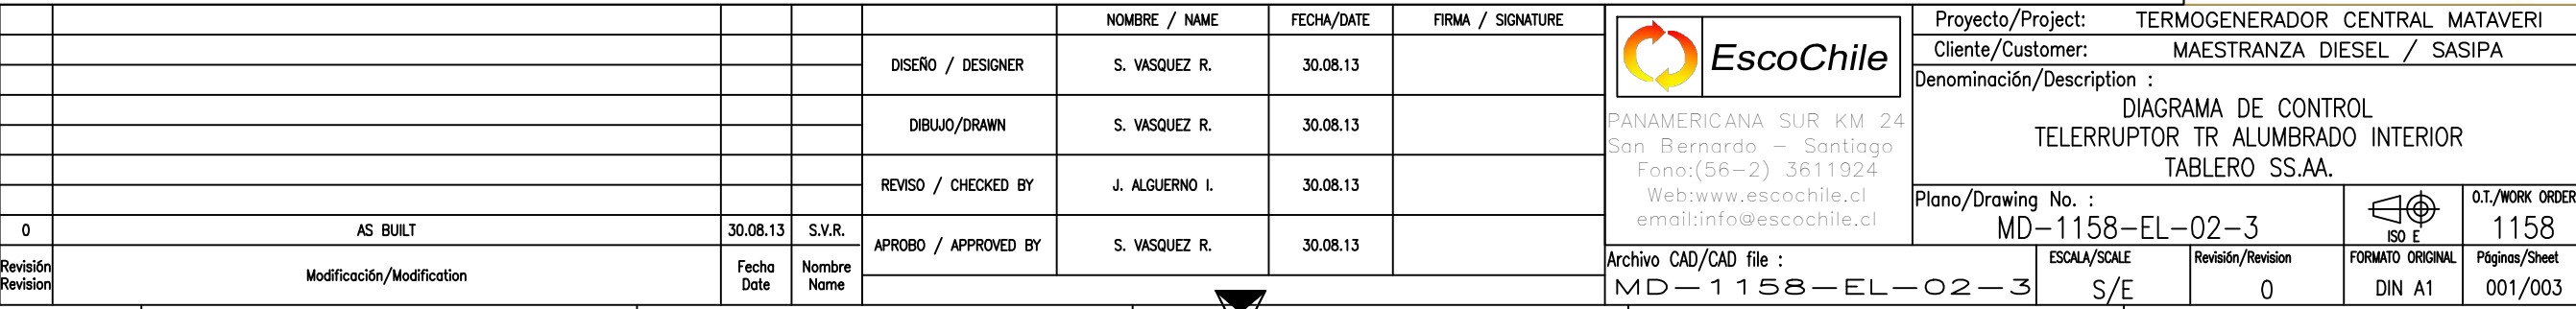 NOMBRE / NAME FECHA/DATE FIRMA / SIGNATURE
DISEÑO / DESIGNER S. VASQUEZ R. 30.08.13
DIBUJO/DRAWN S. VASQUEZ R. 30.08.13
REVISO / CHECKED BY J. ALGUERNO I. 30.08.13
APROBO / APPROVED BY S. VASQUEZ R. 30.08.13
0 AS BUILT 30.08.13 S.V.R.
Revisión Modificación/Modification Fecha Nombre
Revision Date Name
EscoChile
PANAMERICANA SUR KM 24
San Bernardo - Santiago
Fono:(56-2) 3611924
Web:www.escochile.cl
email:info@escochile.cl
Proyecto/Project: TERMOGENERADOR CENTRAL MATAVERI
Cliente/Customer: MAESTRANZA DIESEL / SASIPA
Denominación/Description :
DIAGRAMA DE CONTROL
TELERRUPTOR TR ALUMBRADO INTERIOR
TABLERO SS.AA.
Plano/Drawing No. :
MD-1158-EL-02-3
ISO E
O.T./WORK ORDER
1158
Archivo CAD/CAD file :
MD-1158-EL-02-3
ESCALA/SCALE
S/E
Revisión/Revision
0
FORMATO ORIGINAL
DIN A1
Páginas/Sheet
001/003